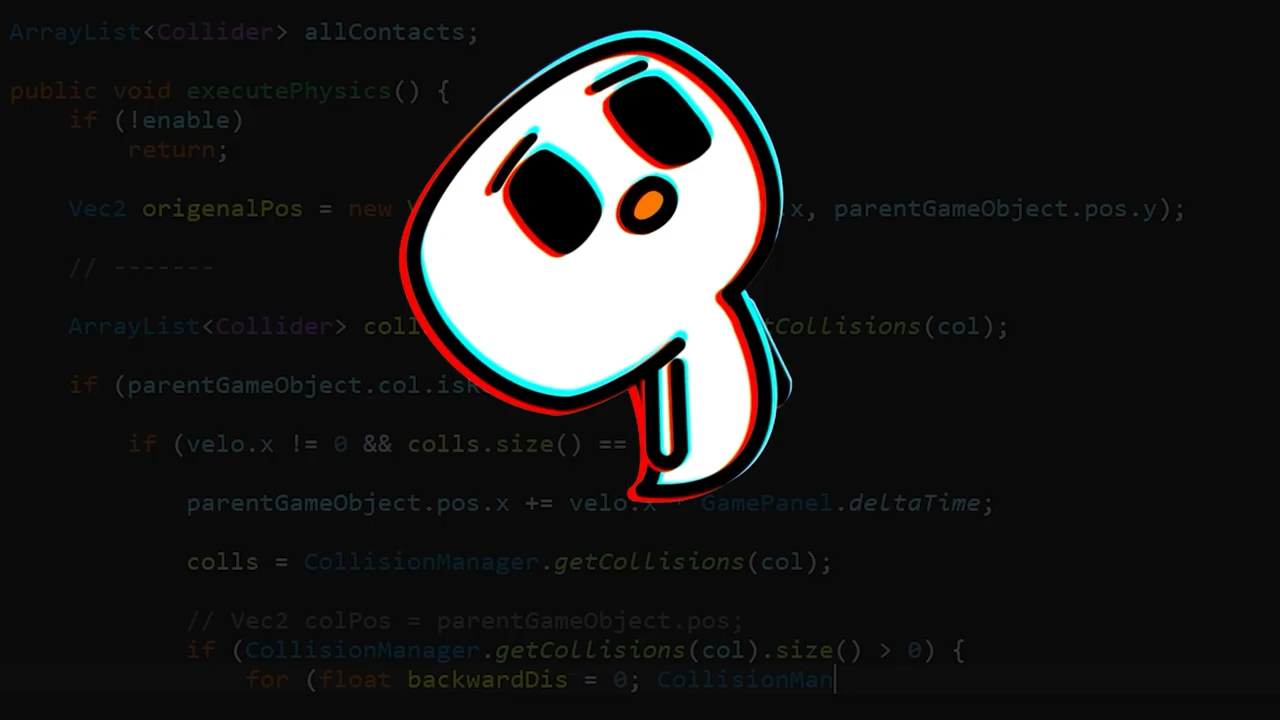 ArrayList<Collider> allContacts;
public void executePhysics() {
if (!enable)
return;
Vec2 origenalPos = new .x, parentGameObject.pos.y);
// -------
ArrayList<Collider> coll tCollisions(col);
if (parentGameObject.col.is
if (velo.x != 0 && colls.size() ==
parentGameObject.pos.x += velo.x * GamePanel.deltaTime;
colls = CollisionManager.getCollisions(col);
// Vec2 colPos = parentGameObject.pos;
if (CollisionManager.getCollisions(col).size() > 0) {
for (float backwardDis = 0; CollisionMan